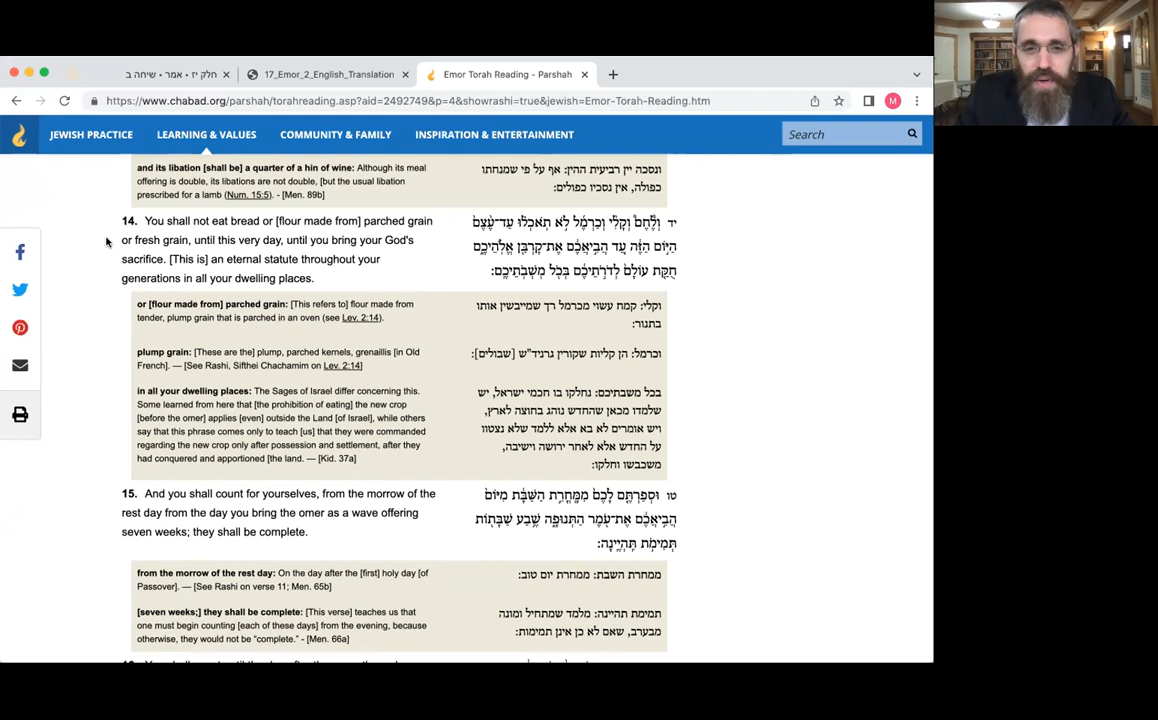 חלק יז • אמר • שיחה ב
17_Emor_2_English_Translation
Emor Torah Reading - Parshah
https://www.chabad.org/parshah/torahreading.asp?aid=2492749&p=4&showrashi=true&jewish=Emor-Torah-Reading.htm
M
JEWISH PRACTICE
LEARNING & VALUES
COMMUNITY & FAMILY
INSPIRATION & ENTERTAINMENT
Search
and its libation [shall be] a quarter of a hin of wine: Although its meal
offering is double, its libations are not double, [but the usual libation
prescribed for a lamb (Num. 15:5). - [Men. 89b]
ונסכה יין רביעית ההין: אף על פי שמנחתו
כפולה, אין נסכיו כפולים:
14. You shall not eat bread or [flour made from] parched grain
or fresh grain, until this very day, until you bring your God's
sacrifice. [This is] an eternal statute throughout your
generations in all your dwelling places.
יד וְלֶ֩חֶם֩ וְקָלִ֨י וְכַרְמֶ֜ל לֹ֣א תֹֽאכְל֗וּ עַד־עֶ֙צֶם֙
הַיּ֣וֹם הַזֶּ֔ה עַ֚ד הֲבִ֣יאֲכֶ֔ם אֶת־קָרְבַּ֖ן אֱלֹֽהֵיכֶ֑ם
חֻקַּ֤ת עוֹלָם֙ לְדֹרֹ֣תֵיכֶ֔ם בְּכֹ֖ל מֹשְׁבֹֽתֵיכֶֽם:
or [flour made from] parched grain: [This refers to] flour made from
tender, plump grain that is parched in an oven (see Lev. 2:14).
וקלי: קמח עשוי מכרמל רך שמייבשין אותו
בתנור:
plump grain: [These are the] plump, parched kernels, grenaillis [in Old
French]. — [See Rashi, Sifthei Chachamim on Lev. 2:14]
וכרמל: הן קליות שקורין גרניד"ש [שבולים]:
in all your dwelling places: The Sages of Israel differ concerning this.
Some learned from here that [the prohibition of eating] the new crop
[before the omer] applies [even] outside the Land [of Israel], while others
say that this phrase comes only to teach [us] that they were commanded
regarding the new crop only after possession and settlement, after they
had conquered and apportioned [the land. — [Kid. 37a]
בכל משבתיכם: נחלקו בו חכמי ישראל, יש
שלמדו מכאן שהחדש נוהג בחוצה לארץ,
ויש אומרים לא בא אלא ללמד שלא נצטוו
על החדש אלא לאחר ירושה וישיבה,
משכבשו וחלקו:
15. And you shall count for yourselves, from the morrow of the
rest day from the day you bring the omer as a wave offering
seven weeks; they shall be complete.
טו וּסְפַרְתֶּ֤ם לָכֶם֙ מִמָּֽחֳרַ֣ת הַשַּׁבָּ֔ת מִיּוֹם֙
הֲבִ֣יאֲכֶ֔ם אֶת־עֹ֖מֶר הַתְּנוּפָ֑ה שֶׁ֥בַע שַׁבָּת֖וֹת
תְּמִימֹ֥ת תִּֽהְיֶֽינָה:
from the morrow of the rest day: On the day after the [first] holy day [of
Passover]. — [See Rashi on verse 11; Men. 65b]
ממחרת השבת: ממחרת יום טוב:
[seven weeks;] they shall be complete: [This verse] teaches us that
one must begin counting [each of these days] from the evening, because
otherwise, they would not be "complete." - [Men. 66a]
תמימת תהיינה: מלמד שמתחיל ומונה
מבערב, שאם לא כן אינן תמימות: